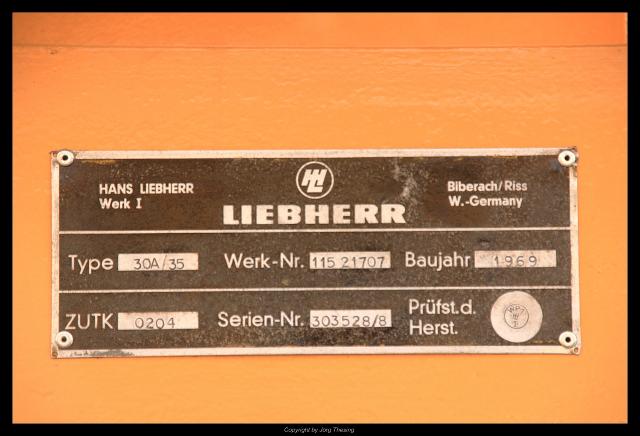 HANS LIEBHERR
Werk I
HL
LIEBHERR
Biberach/Riss
W.-Germany
Type 30A/35 Werk-Nr. 115 21707 Baujahr 1969
ZUTK 0204 Serien-Nr. 303528/8 Prüfst.d.
Herst.
Copyright by Jörg Thesing